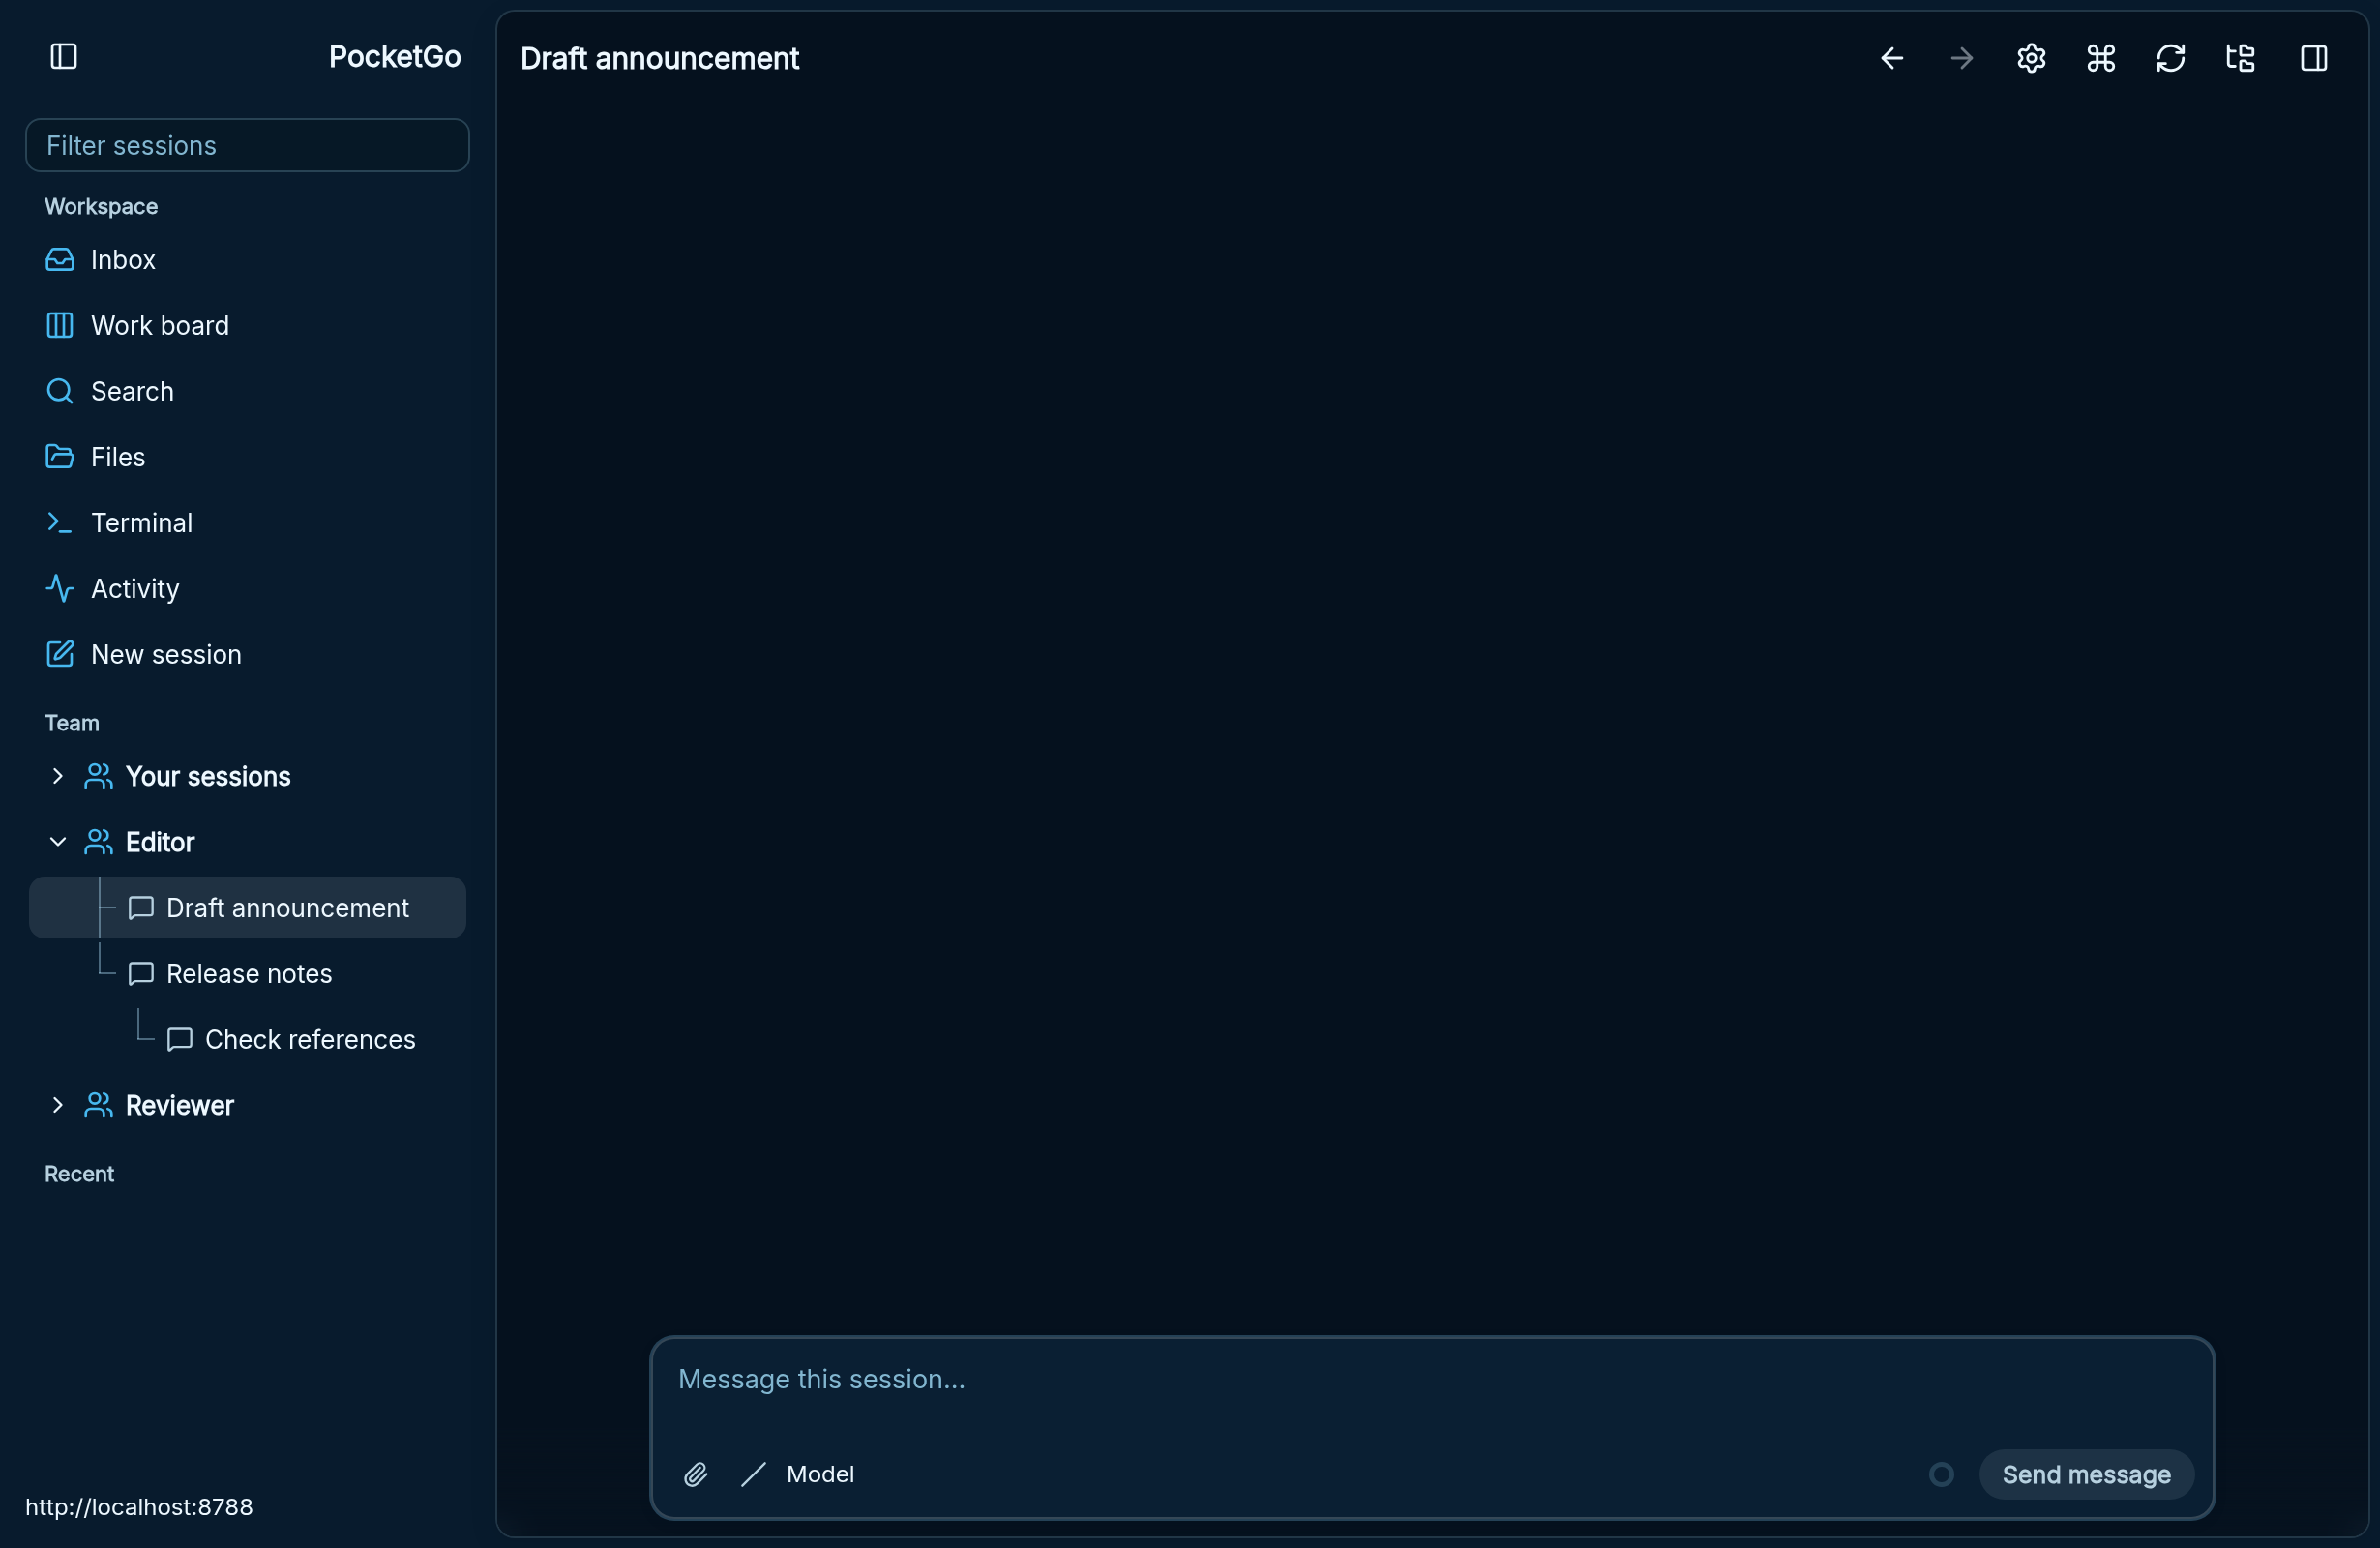 PocketGo
Filter sessions
Workspace
Inbox
Work board
Search
Files
Terminal
Activity
New session
Team
Your sessions
Editor
Draft announcement
Release notes
Check references
Reviewer
Recent
http://localhost:8788
Draft announcement
Message this session...
Model
Send message